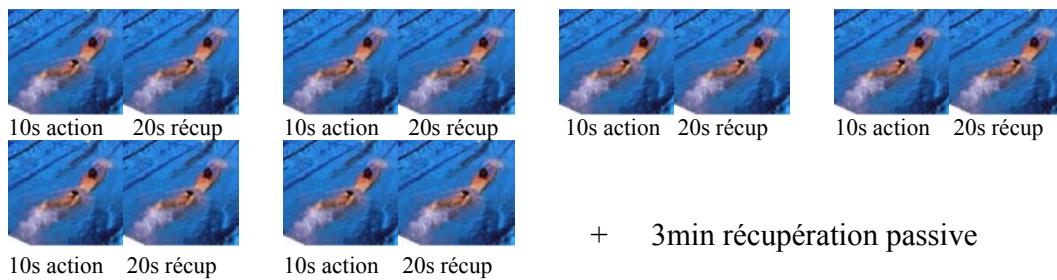 10s action 20s récup 10s action 20s récup 10s action 20s récup 10s action 20s récup
+ 3min récupération passive
10s action 20s récup 10s action 20s récup